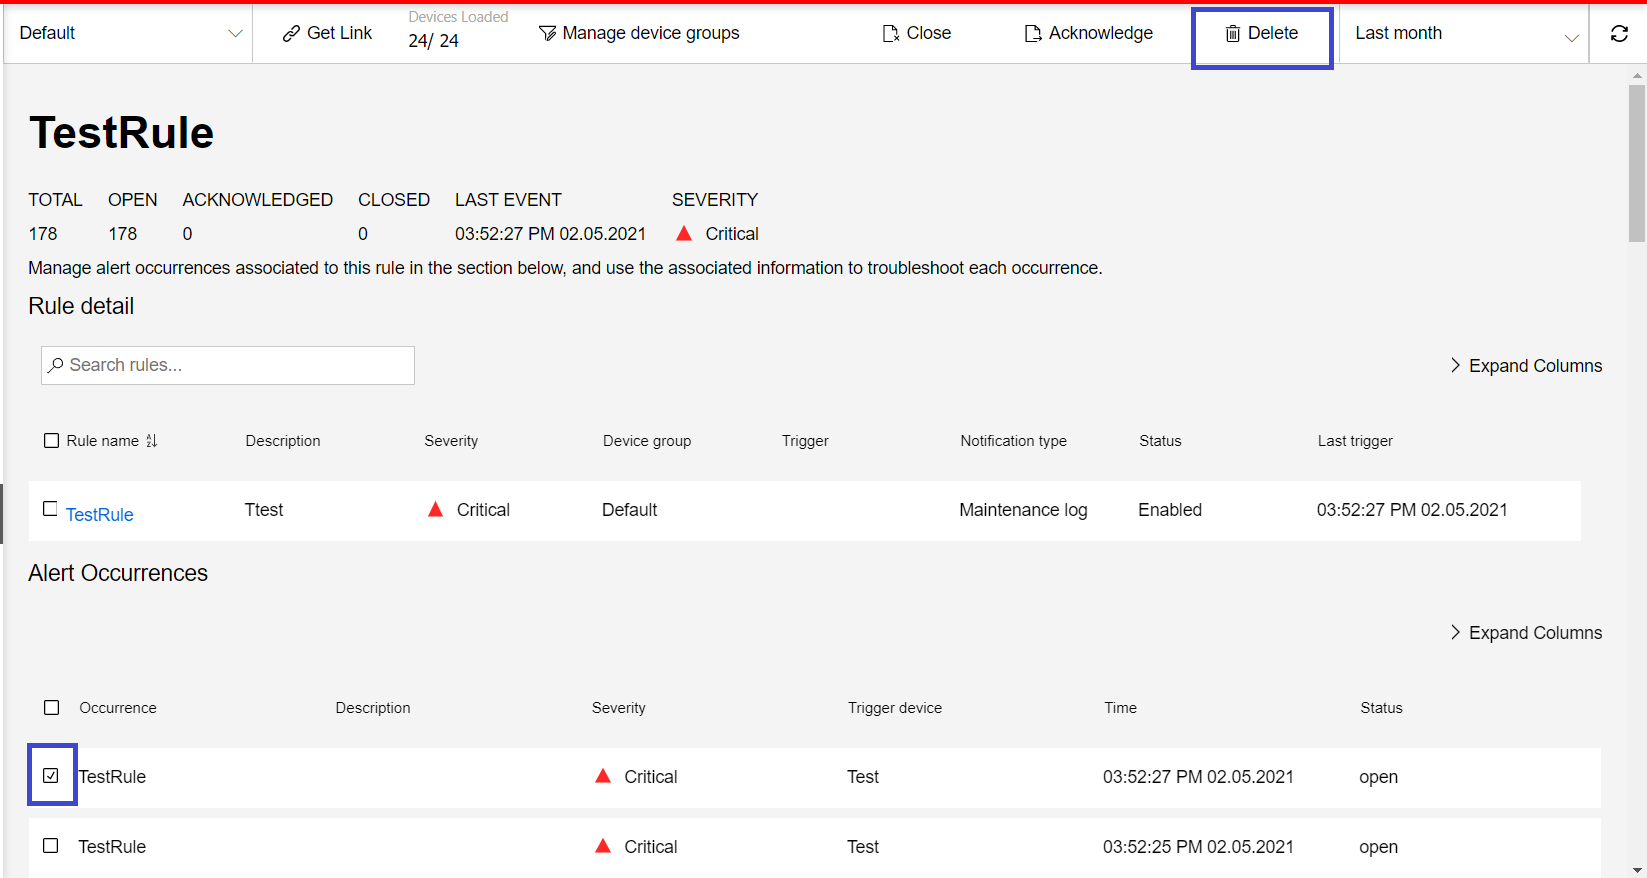 Default
Get Link
Devices Loaded
24/ 24
Manage device groups
Close
Acknowledge
Delete
Last month
TestRule
TOTAL OPEN ACKNOWLEDGED CLOSED LAST EVENT SEVERITY
178 178 0 0 03:52:27 PM 02.05.2021 Critical
Manage alert occurrences associated to this rule in the section below, and use the associated information to troubleshoot each occurrence.
Rule detail
Search rules...
Expand Columns
Rule name Description Severity Device group Trigger Notification type Status Last trigger
TestRule Ttest Critical Default Maintenance log Enabled 03:52:27 PM 02.05.2021
Alert Occurrences
Expand Columns
Occurrence Description Severity Trigger device Time Status
TestRule Critical Test 03:52:27 PM 02.05.2021 open
TestRule Critical Test 03:52:25 PM 02.05.2021 open